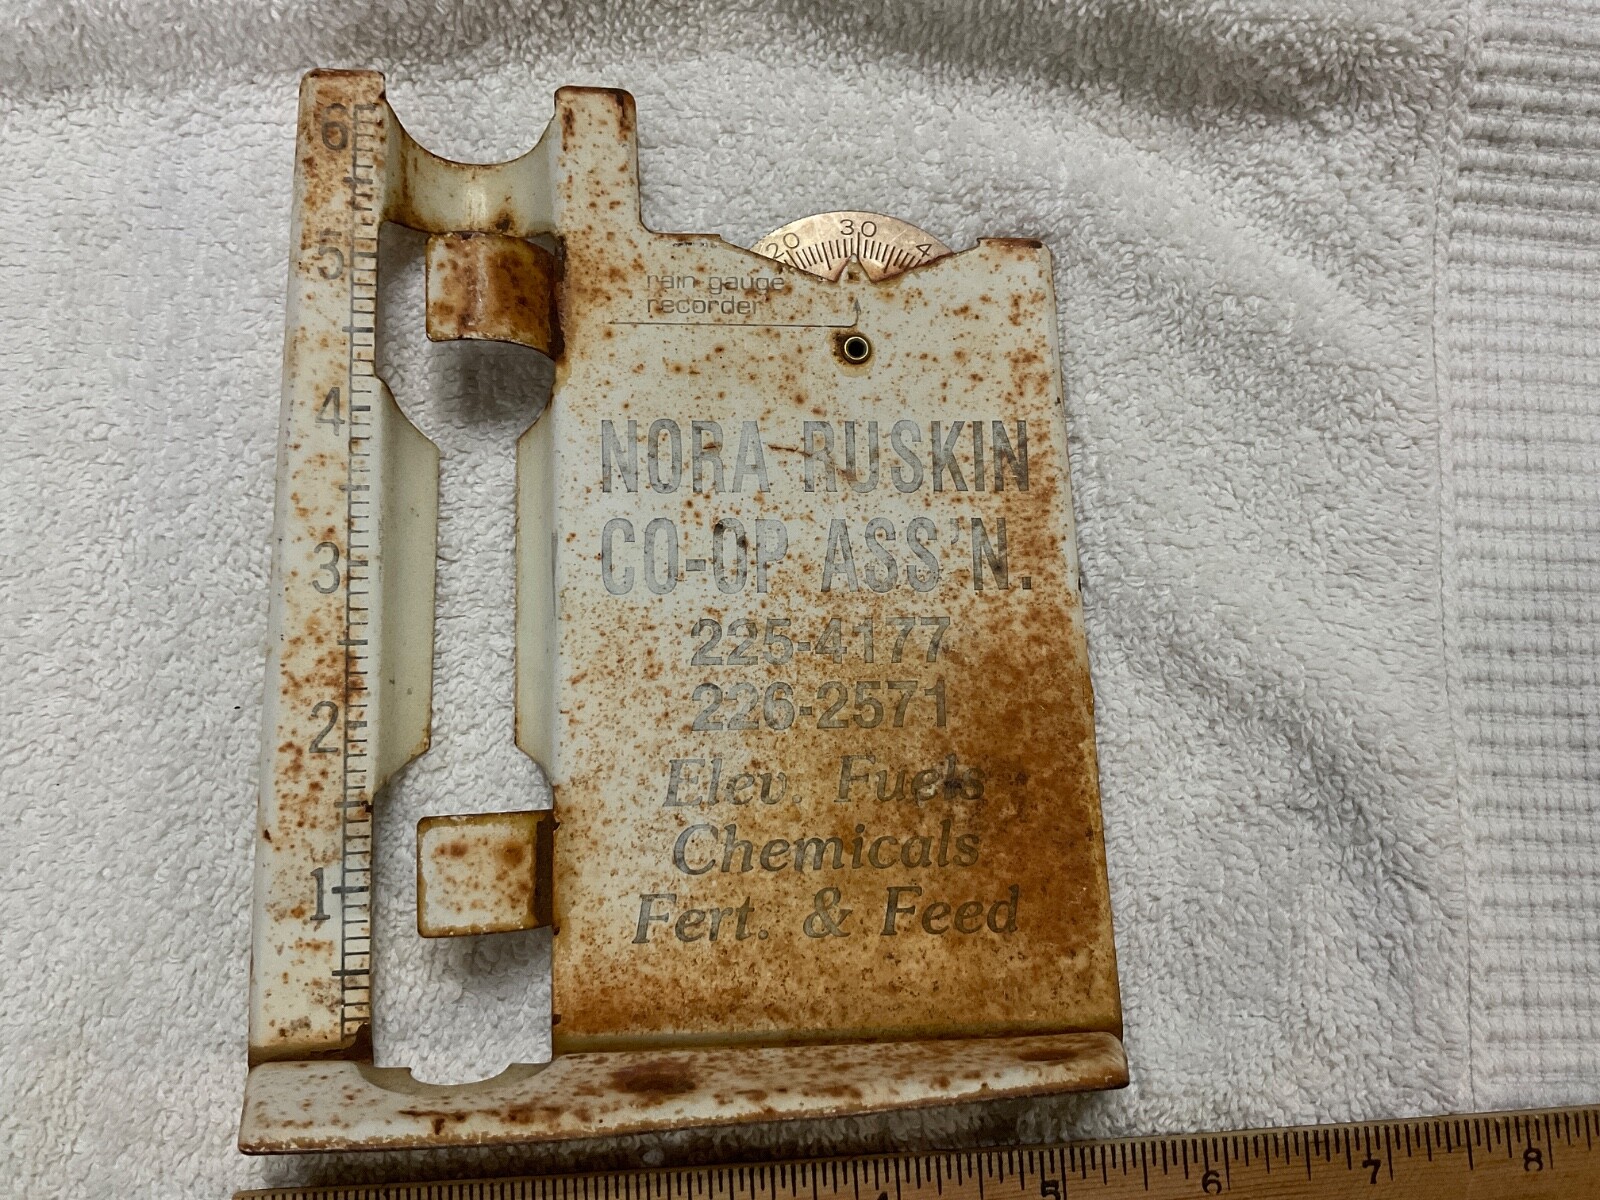 6
5
4
3
2
1
20 30 4
rain gauge
recorder
NORA RUSKIN
CO-OP ASS'N.
225-4177
226-2571
Elev. Fuels
Chemicals
Fert. & Feed
4 5 6 7 8